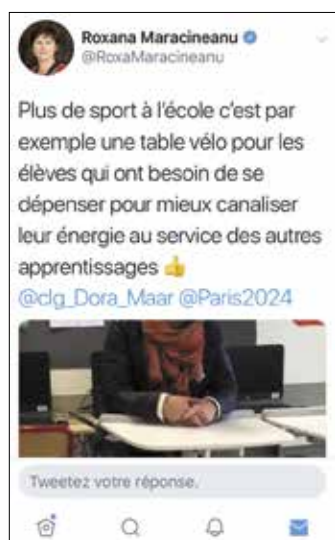 Roxana Maracineanu
@RoxaMaracineanu
Plus de sport à l'école c'est par
exemple une table vélo pour les
élèves qui ont besoin de se
dépenser pour mieux canaliser
leur énergie au service des autres
apprentissages 👍
@clg_Dora_Maar @Paris2024
Tweetez votre réponse.